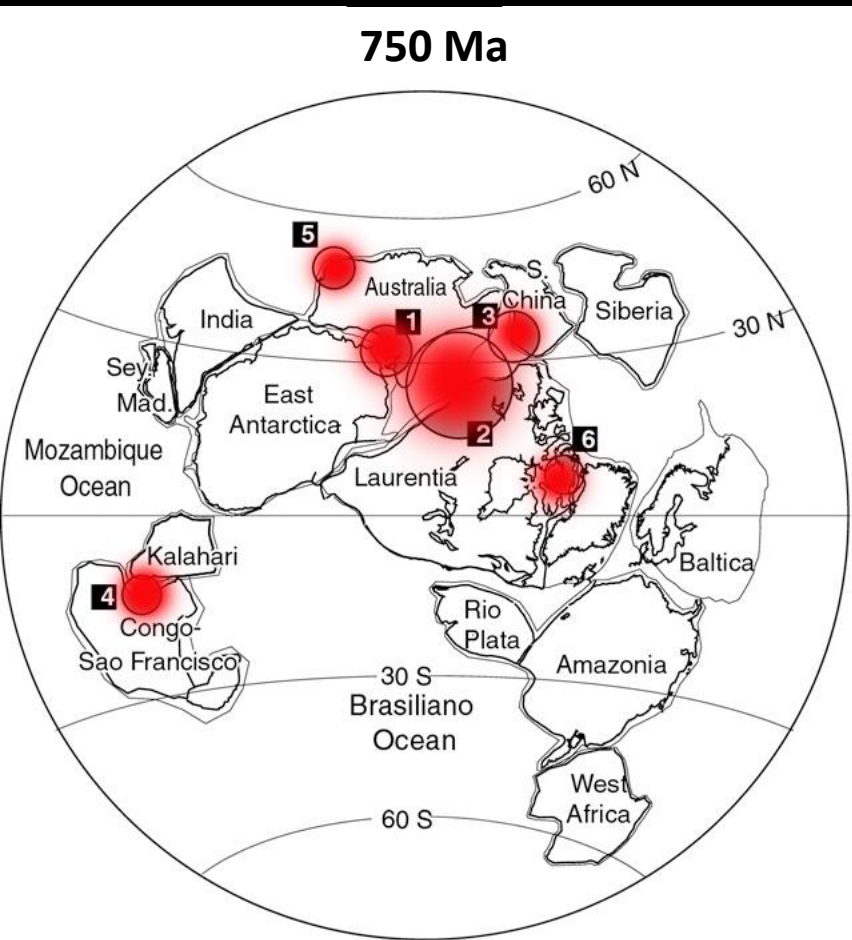 750 Ma
60 N
5
Australia
S.
China
Siberia
India
1
3
30 N
Sey.
Mad.
East
Antarctica
2
6
Mozambique
Ocean
Laurentia
Kalahari
Baltica
4
Congo-
Sao Francisco
Rio
Plata
Amazonia
30 S
Brasiliano
Ocean
West
Africa
60 S